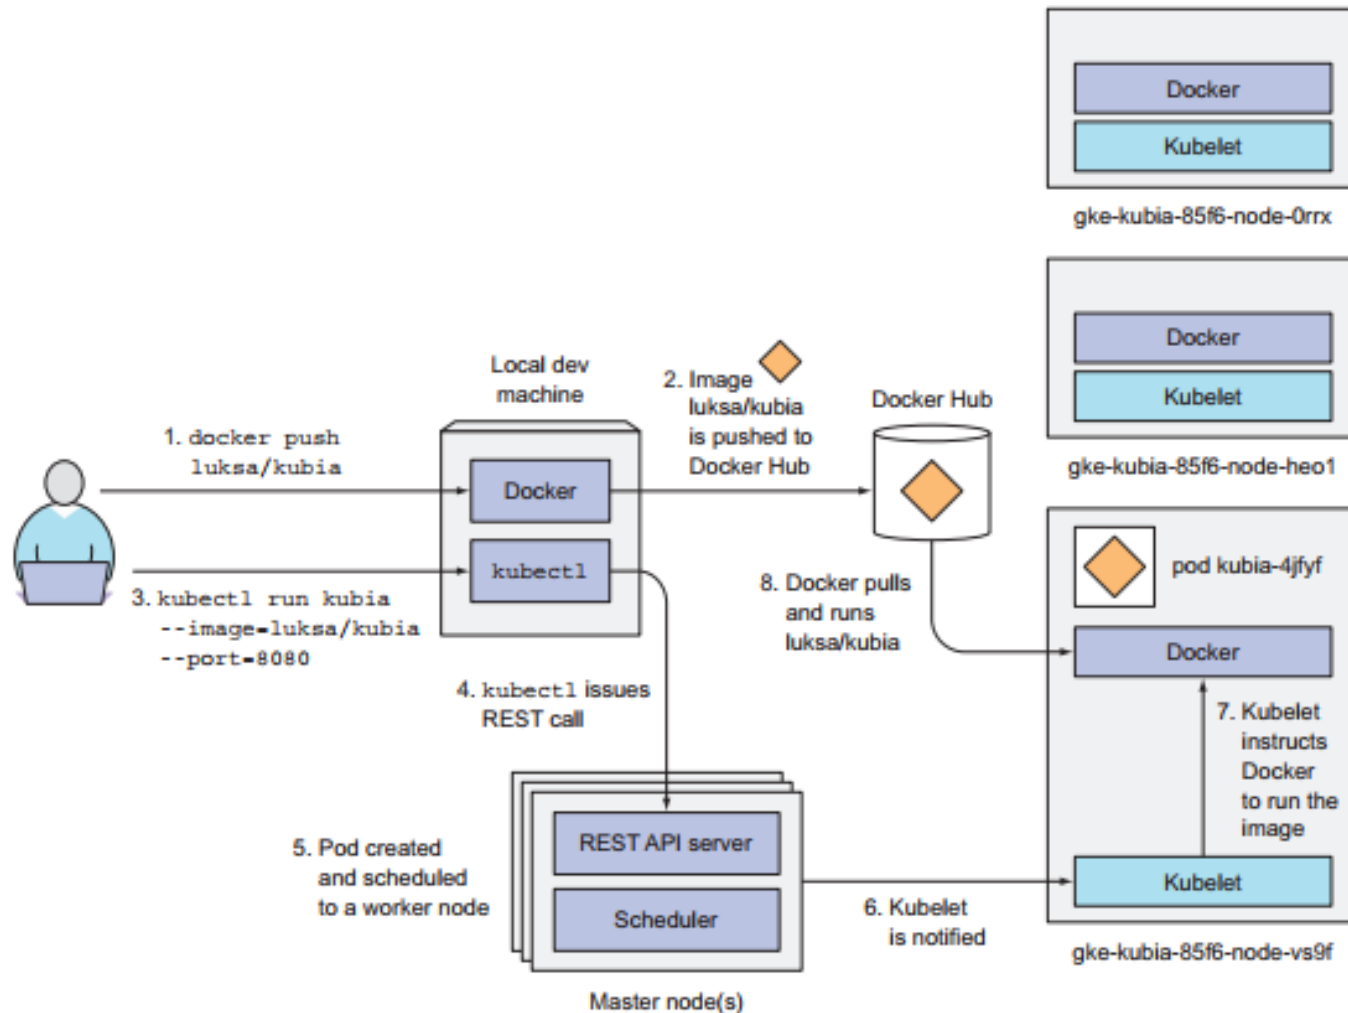 Docker
Kubelet
gke-kubia-85f6-node-0rrx
Docker
Kubelet
gke-kubia-85f6-node-heo1
Local dev
machine
1. docker push
luksa/kubia
Docker
kubectl
2. Image
luksa/kubia
is pushed to
Docker Hub
Docker Hub
3. kubectl run kubia
--image=luksa/kubia
--port=8080
4. kubectl issues
REST call
5. Pod created
and scheduled
to a worker node
REST API server
Scheduler
Master node(s)
6. Kubelet
is notified
8. Docker pulls
and runs
luksa/kubia
pod kubia-4jfyf
Docker
7. Kubelet
instructs
Docker
to run the
image
Kubelet
gke-kubia-85f6-node-vs9f